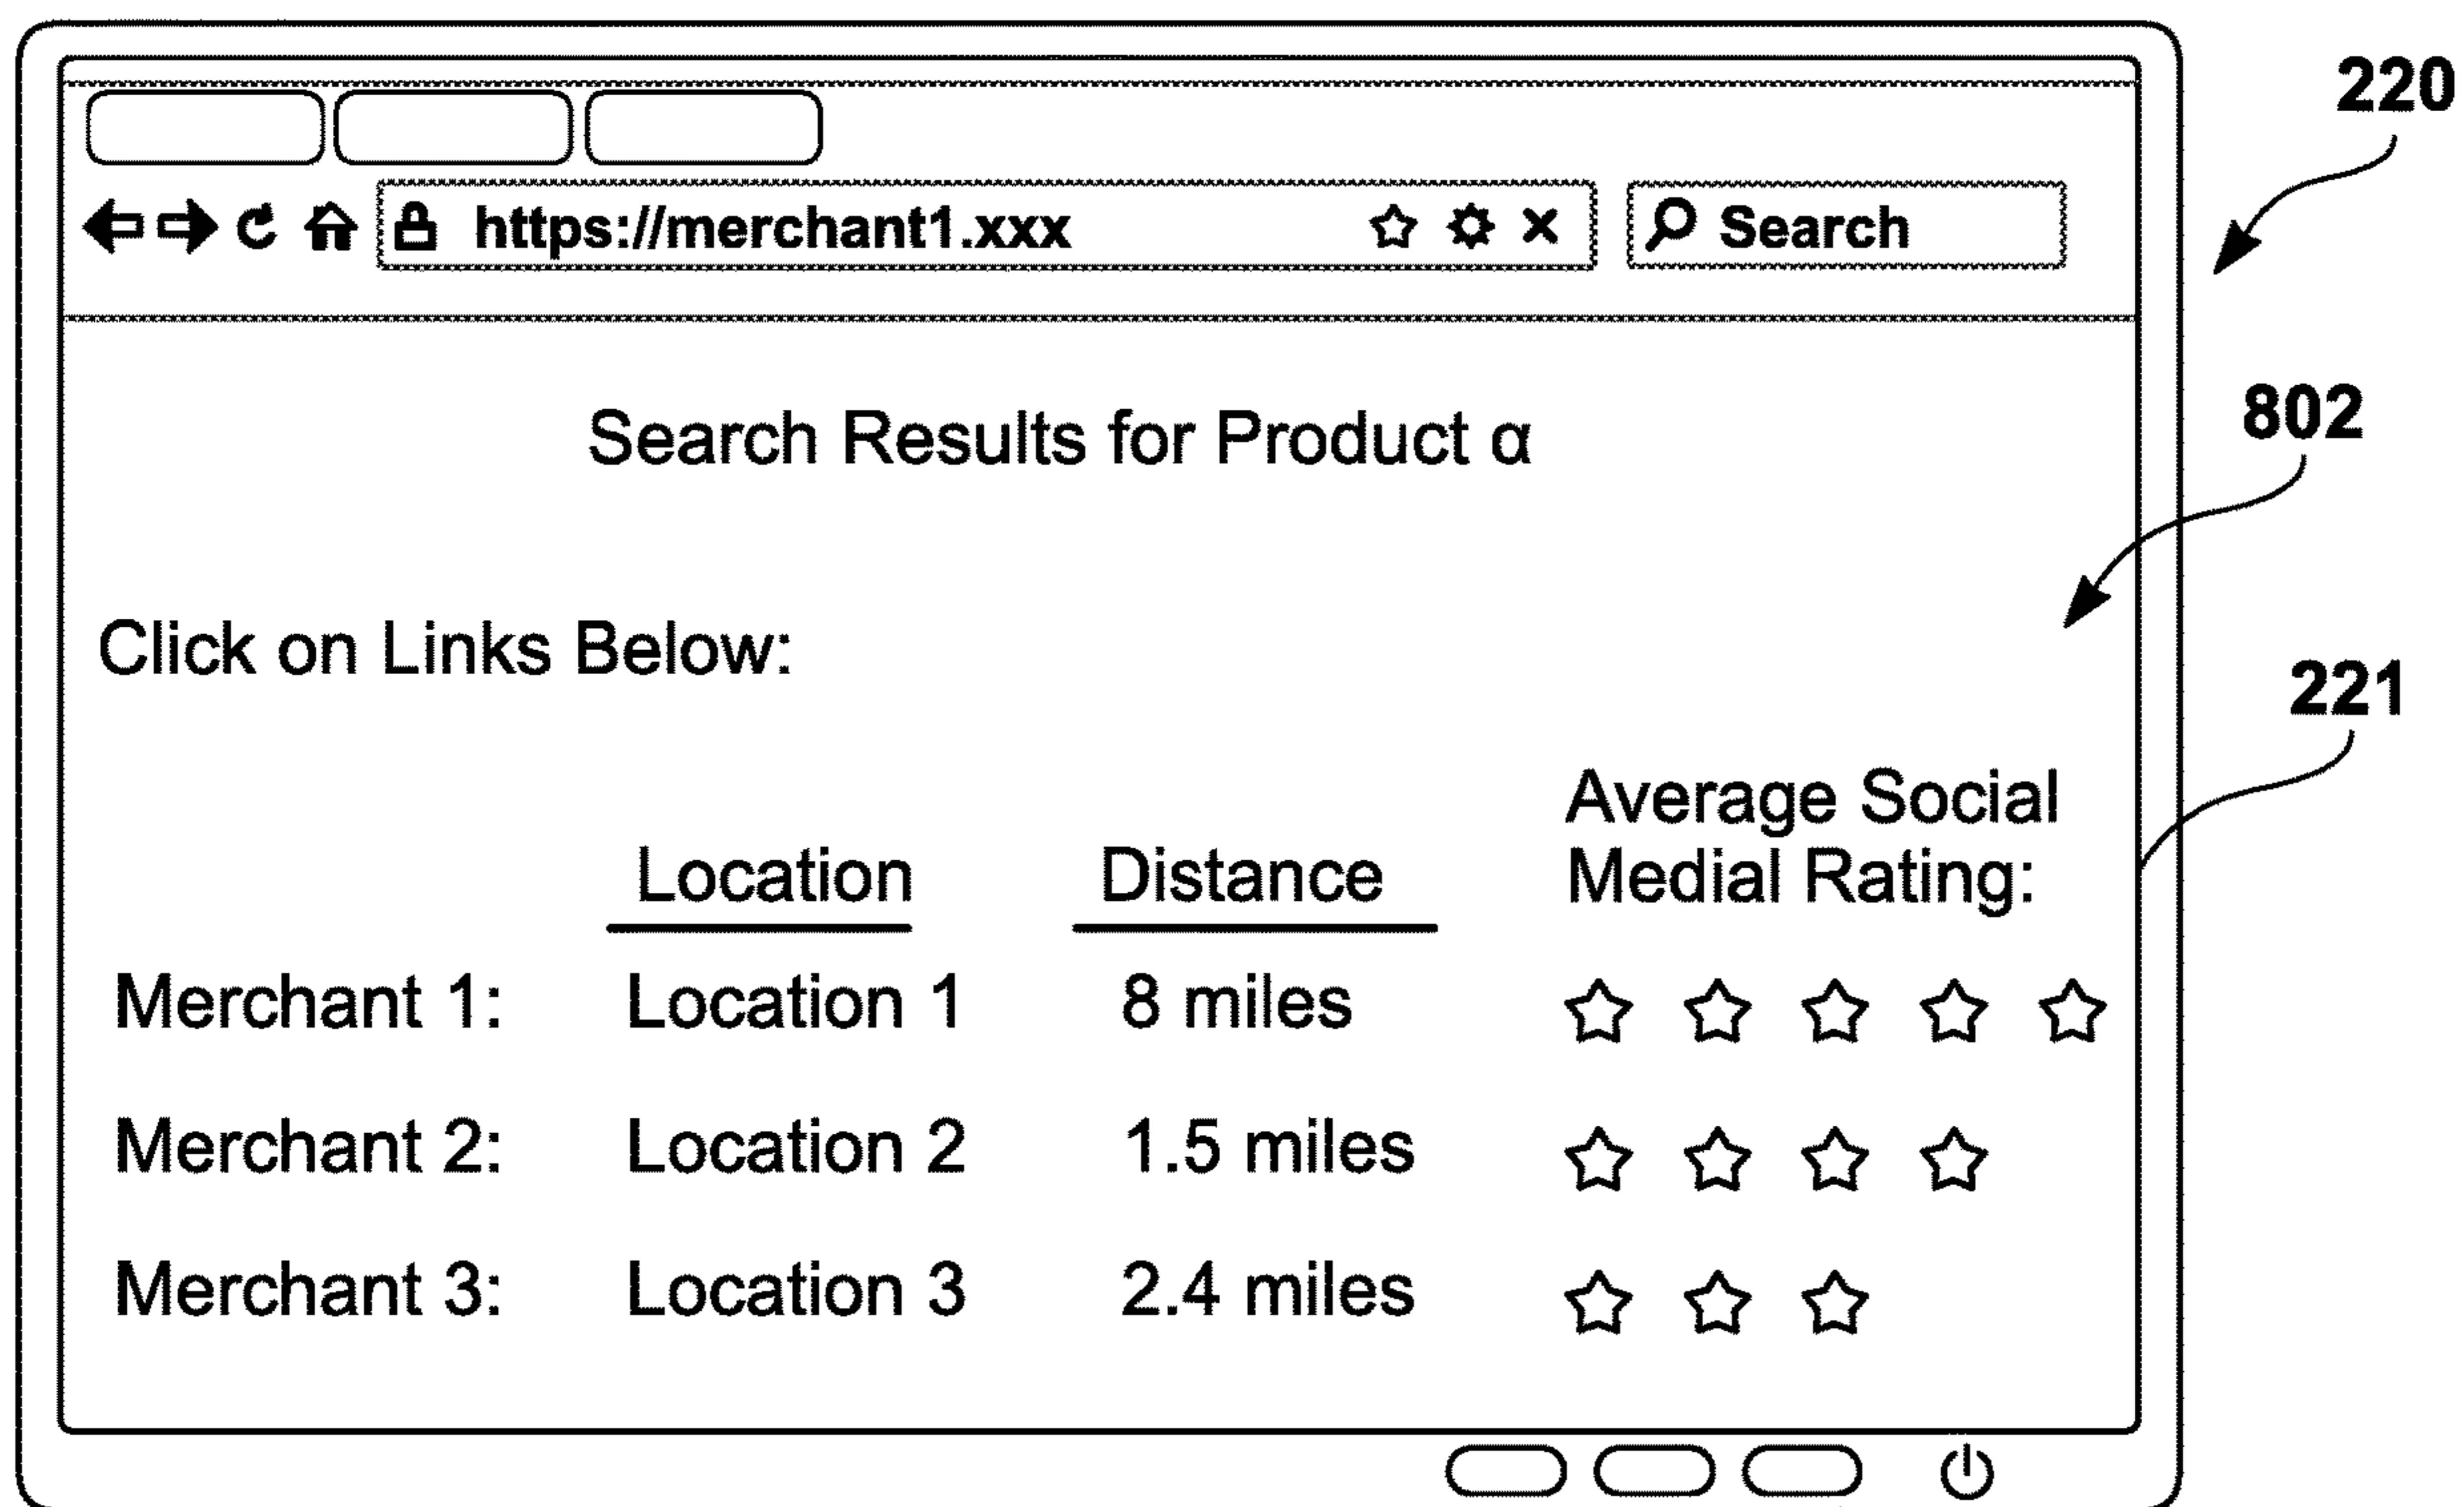 220
https://merchant1.xxx Search
Search Results for Product α
802
Click on Links Below:
221
Average Social
Location Distance Medial Rating:
Merchant 1: Location 1 8 miles
Merchant 2: Location 2 1.5 miles
Merchant 3: Location 3 2.4 miles